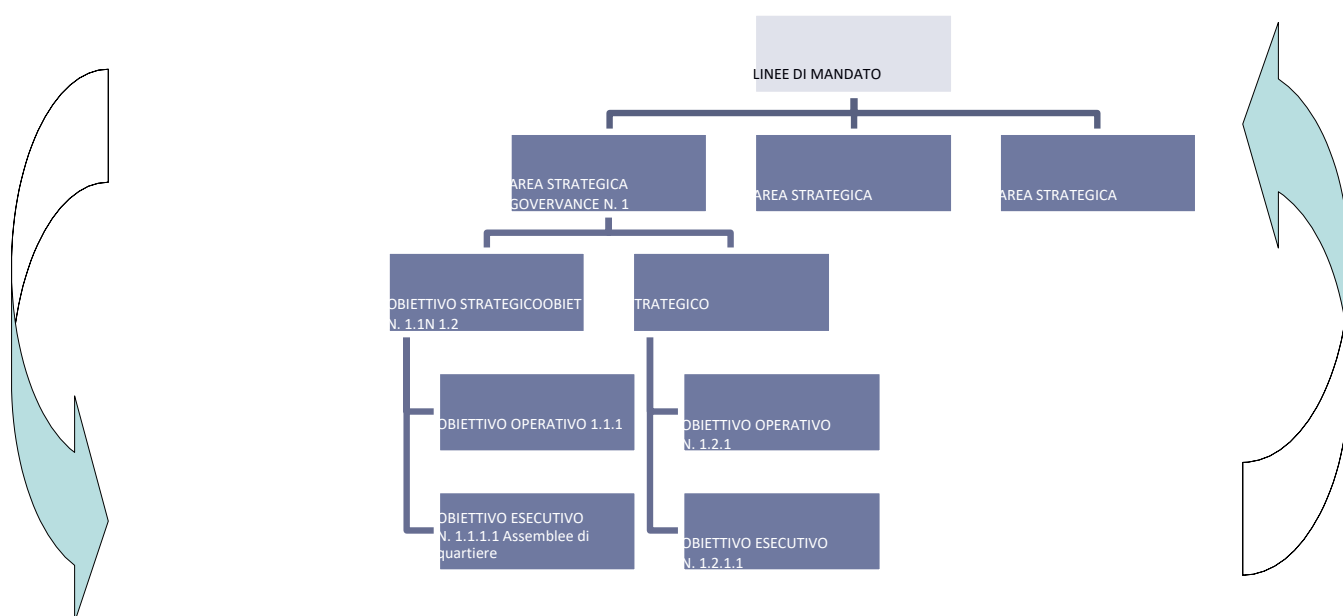 LINEE DI MANDATO
AREA STRATEGICA
GOVERVANCE N. 1
AREA STRATEGICA
AREA STRATEGICA
OBIETTIVO STRATEGICOOBIET
N. 1.1N 1.2
TRATEGICO
OBIETTIVO OPERATIVO 1.1.1
OBIETTIVO OPERATIVO
N. 1.2.1
OBIETTIVO ESECUTIVO
N. 1.1.1.1 Assemblee di
quartiere
OBIETTIVO ESECUTIVO
N. 1.2.1.1